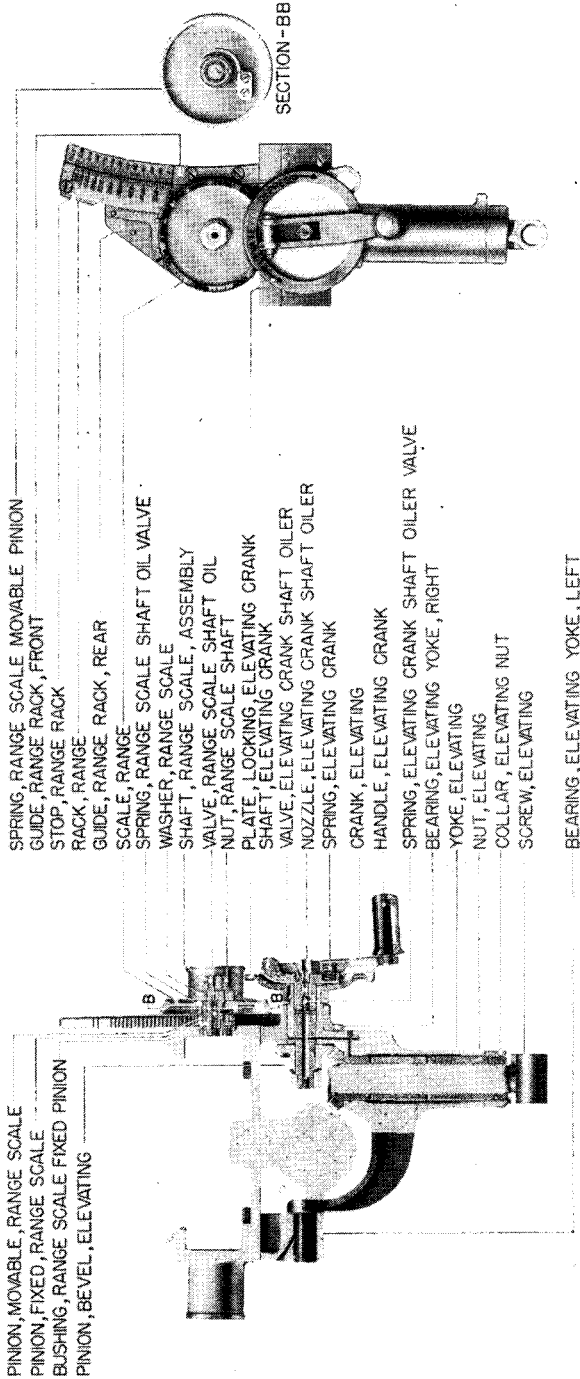 SPRING, RANGE SCALE MOVABLE PINION
GUIDE, RANGE RACK, FRONT
STOP, RANGE RACK
RACK, RANGE
GUIDE, RANGE RACK, REAR
SCALE, RANGE
SPRING, RANGE SCALE SHAFT OIL VALVE
WASHER, RANGE SCALE
SHAFT, RANGE SCALE, ASSEMBLY
VALVE, RANGE SCALE SHAFT OIL
NUT, RANGE SCALE SHAFT
PLATE, LOCKING, ELEVATING CRANK
SHAFT, ELEVATING CRANK
VALVE, ELEVATING CRANK SHAFT OILER
NOZZLE, ELEVATING CRANK SHAFT OILER
SPRING, ELEVATING CRANK
CRANK, ELEVATING
HANDLE, ELEVATING CRANK
SPRING, ELEVATING CRANK SHAFT OILER VALVE
BEARING, ELEVATING YOKE, RIGHT
YOKE, ELEVATING
NUT, ELEVATING
COLLAR, ELEVATING NUT
SCREW, ELEVATING
BEARING, ELEVATING YOKE, LEFT
PINION, MOVABLE, RANGE SCALE
PINION, FIXED, RANGE SCALE
BUSHING, RANGE SCALE FIXED PINION
PINION, BEVEL, ELEVATING
B
B
SECTION-BB